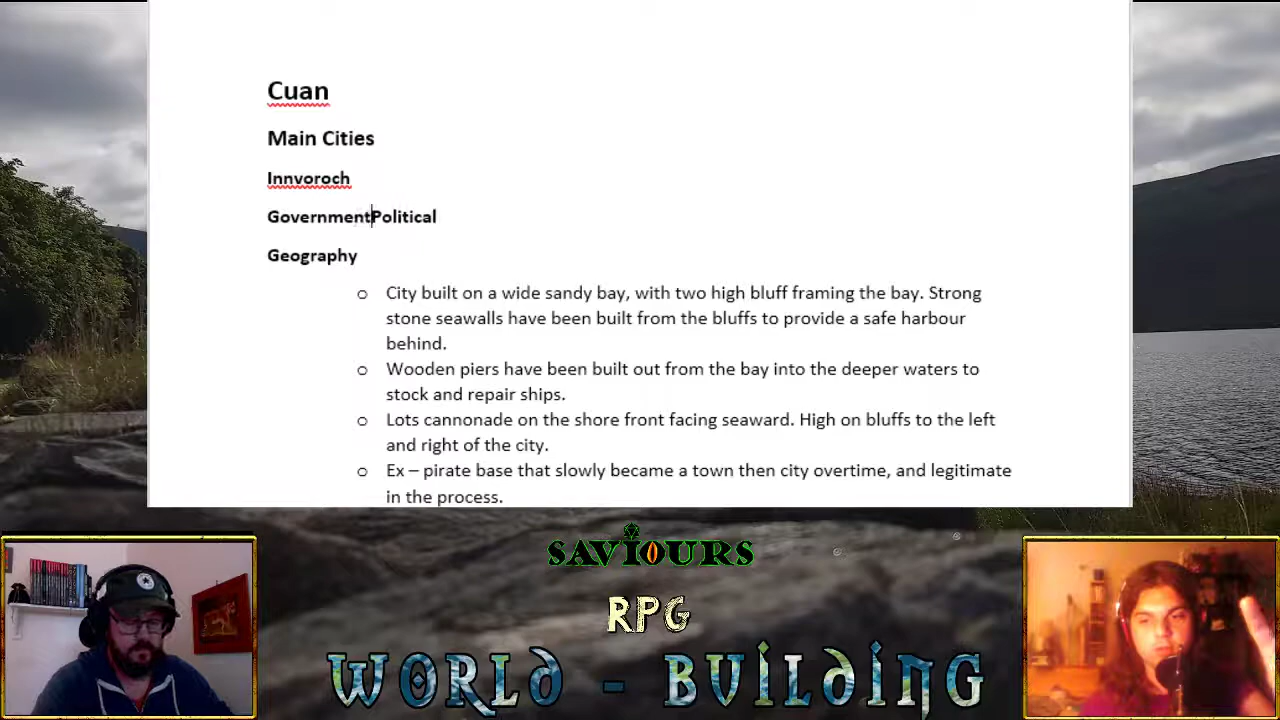 Cuan
Main Cities
Innvoroch
GovernmentPolitical
Geography
o City built on a wide sandy bay, with two high bluff framing the bay. Strong
stone seawalls have been built from the bluffs to provide a safe harbour
behind.
o Wooden piers have been built out from the bay into the deeper waters to
stock and repair ships.
o Lots cannonade on the shore front facing seaward. High on bluffs to the left
and right of the city.
o Ex – pirate base that slowly became a town then city overtime, and legitimate
in the process.
SAVIOURS
RPG
WORLD - BUILDING